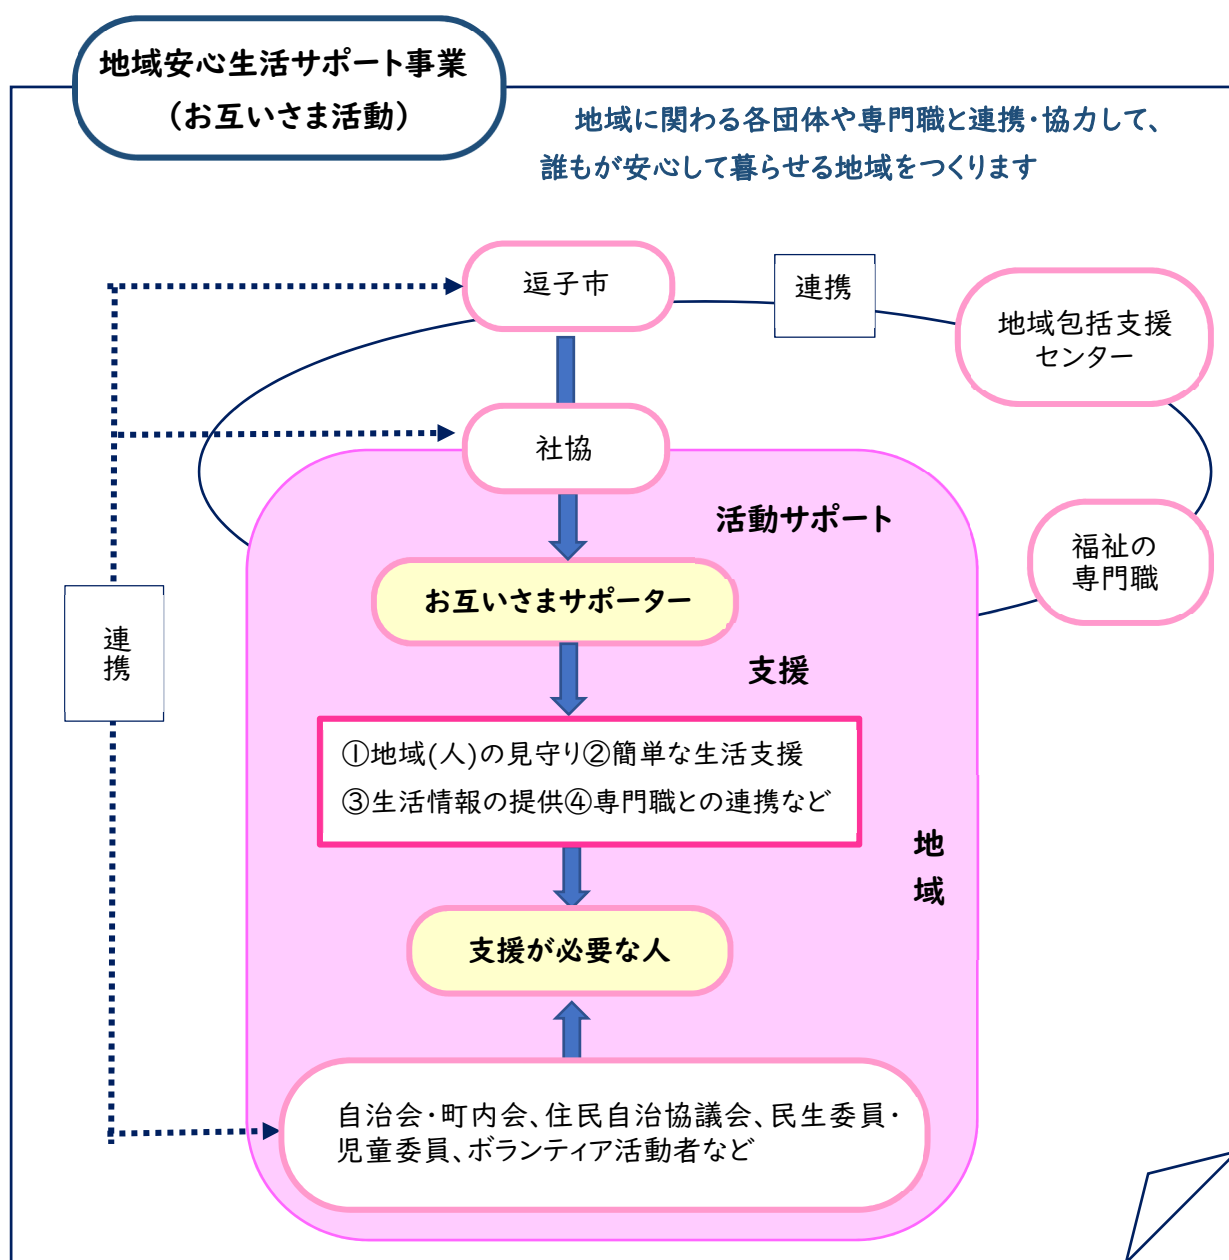 地域安心生活サポート事業
(お互いさま活動)
地域に関わる各団体や専門職と連携・協力して、
誰もが安心して暮らせる地域をつくります
逗子市
連携
地域包括支援
センター
社協
活動サポート
福祉の
専門職
お互いさまサポーター
連携
支援
①地域(人)の見守り②簡単な生活支援
③生活情報の提供④専門職との連携など
地域
支援が必要な人
自治会・町内会、住民自治協議会、民生委員・
児童委員、ボランティア活動者など